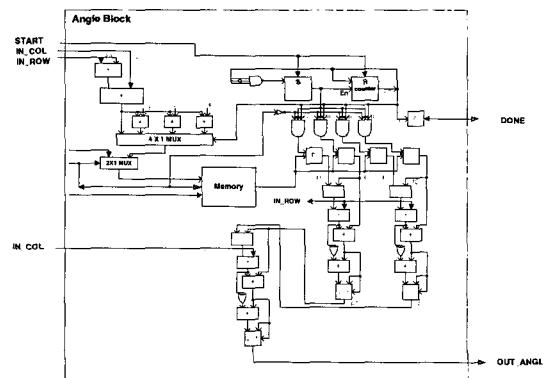 Angle Block
START
IN_COL
IN_ROW
S
R
counter
En
4 X 1 MUX
DONE
2X1 MUX
Memory
IN_ROW
IN_COL
OUT_ANGL